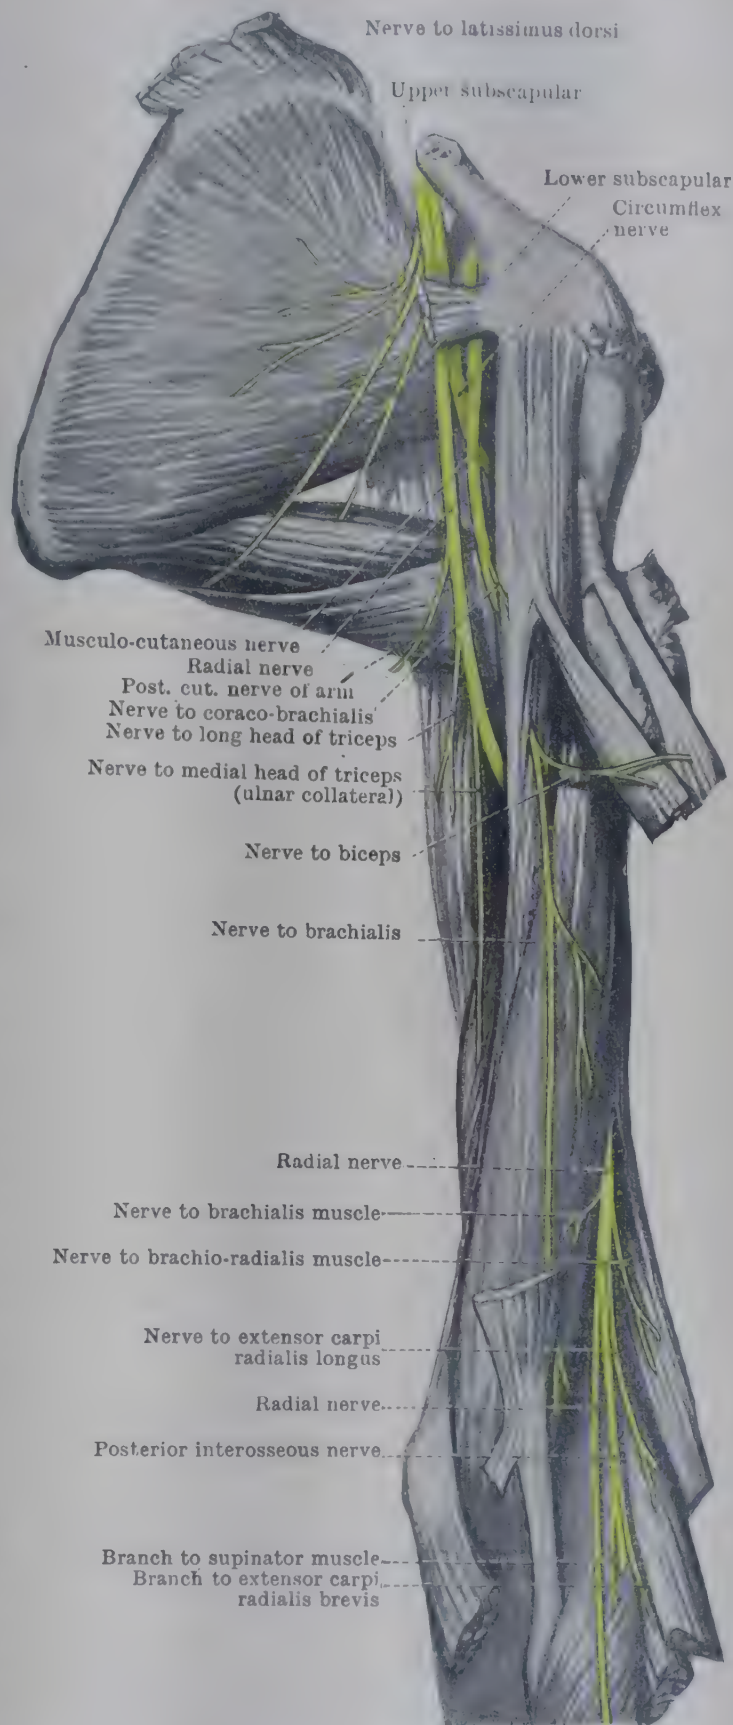 Nerve to latissimus dorsi
Upper subscapular
Lower subscapular
Circumflex
nerve
Musculo-cutaneous nerve
Radial nerve
Post. cut. nerve of arm
Nerve to coraco-brachialis
Nerve to long head of triceps
Nerve to medial head of triceps
(ulnar collateral)
Nerve to biceps
Nerve to brachialis
Radial nerve
Nerve to brachialis muscle
Nerve to brachio-radialis muscle
Nerve to extensor carpi
radialis longus
Radial nerve
Posterior interosseous nerve
Branch to supinator muscle
Branch to extensor carpi
radialis brevis